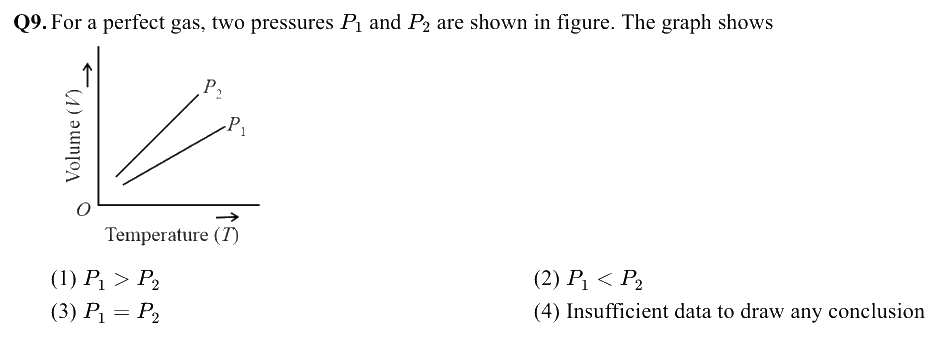 Q9. For a perfect gas, two pressures P₁ and P₂ are shown in figure. The graph shows
Volume (V)
P₂
P₁
O
Temperature (T)
(1) P₁ > P₂
(2) P₁ < P₂
(3) P₁ = P₂
(4) Insufficient data to draw any conclusion